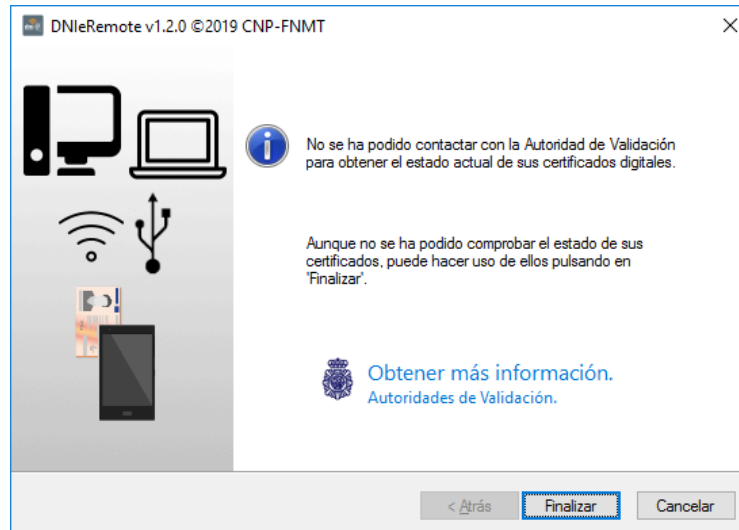 DNIeRemote v1.2.0 ©2019 CNP-FNMT
No se ha podido contactar con la Autoridad de Validación
para obtener el estado actual de sus certificados digitales.
Aunque no se ha podido comprobar el estado de sus
certificados, puede hacer uso de ellos pulsando en
'Finalizar'.
Obtener más información.
Autoridades de Validación.
< Atrás
Finalizar
Cancelar